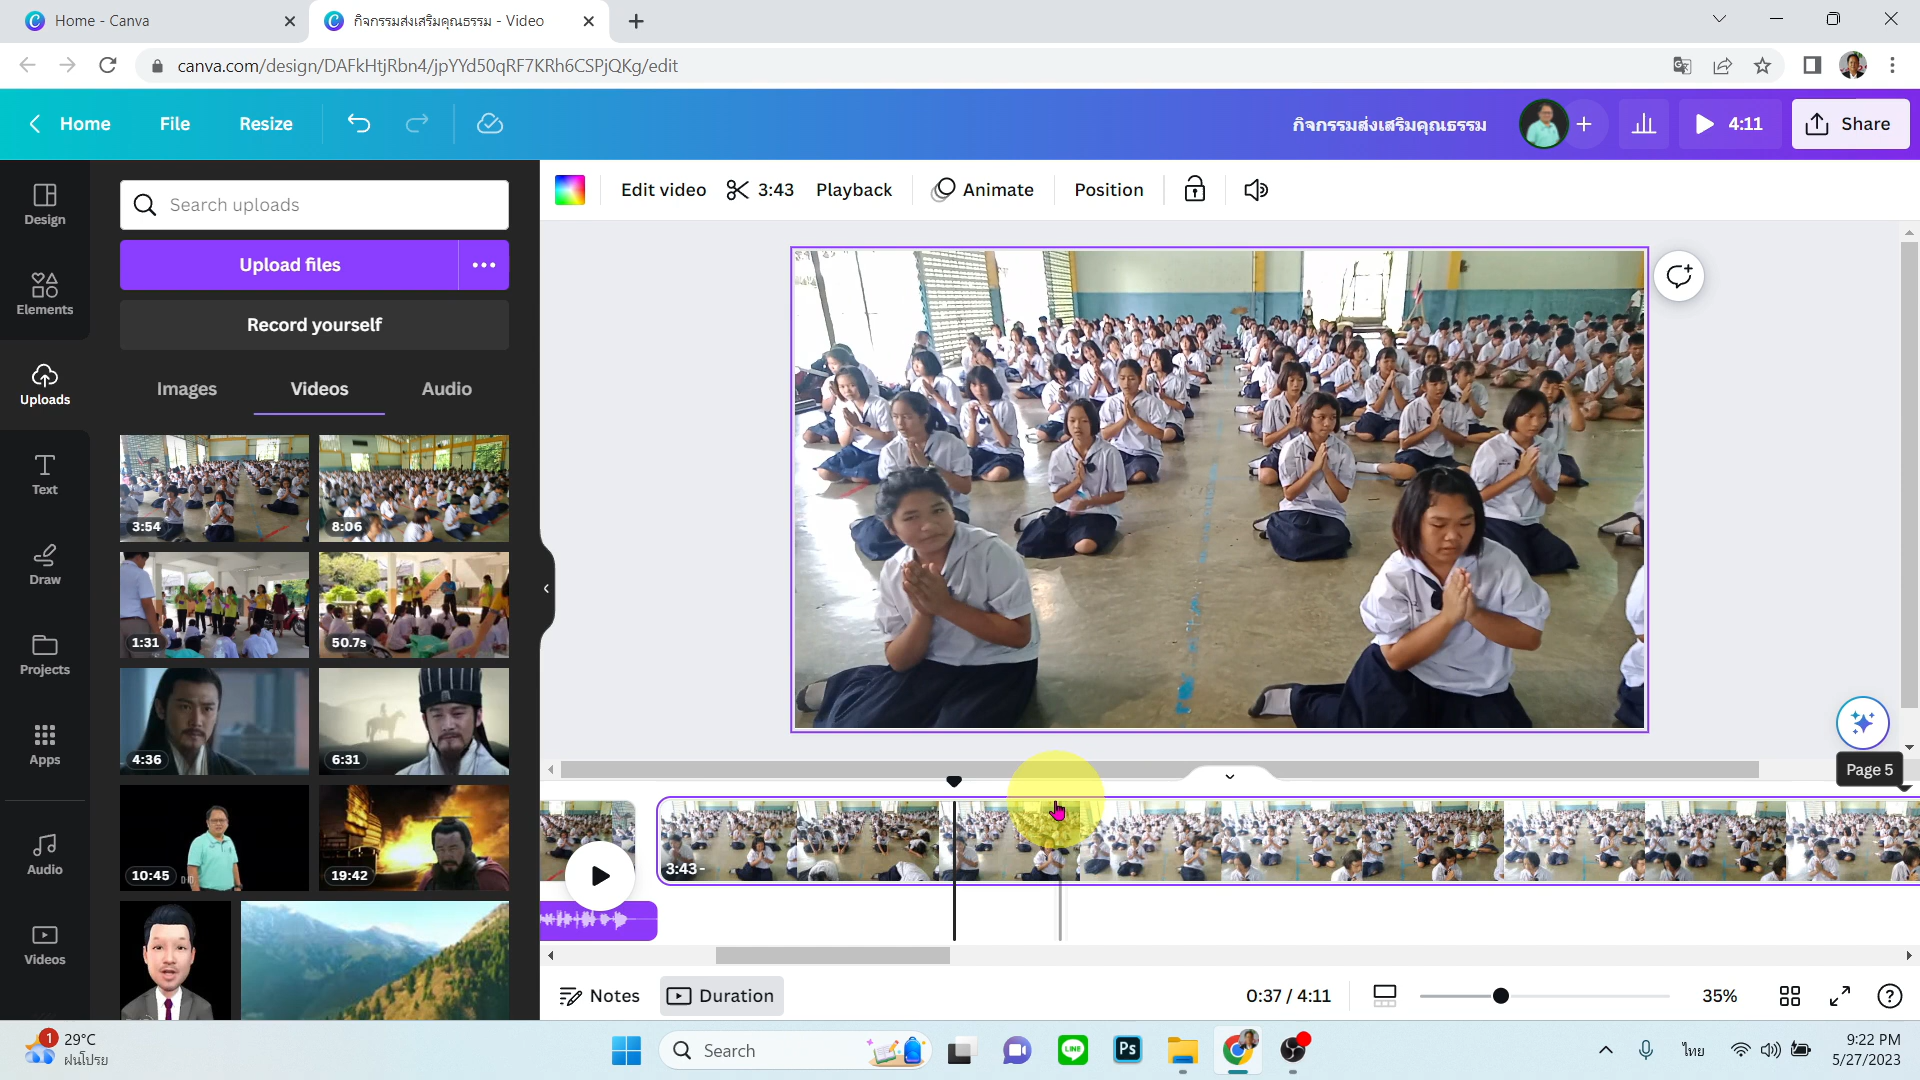 Home - Canva
กิจกรรมส่งเสริมคุณธรรม - Video
canva.com/design/DAFkHtjRbn4/jpYYd50qRF7KRh6CSPjQKg/edit
Home
File
Resize
กิจกรรมส่งเสริมคุณธรรม
4:11
Share
Design
Elements
Uploads
Text
Draw
Projects
Apps
Audio
Videos
Search uploads
Upload files
Record yourself
Images
Videos
Audio
3:54
8:06
1:31
50.7s
4:36
6:31
10:45
19:42
Edit video
3:43
Playback
Animate
Position
Page 5
3:43
Notes
Duration
0:37 / 4:11
35%
1
29°C
ฝนโปรย
Search
LINE
Ps
ไทย
9:22 PM
5/27/2023